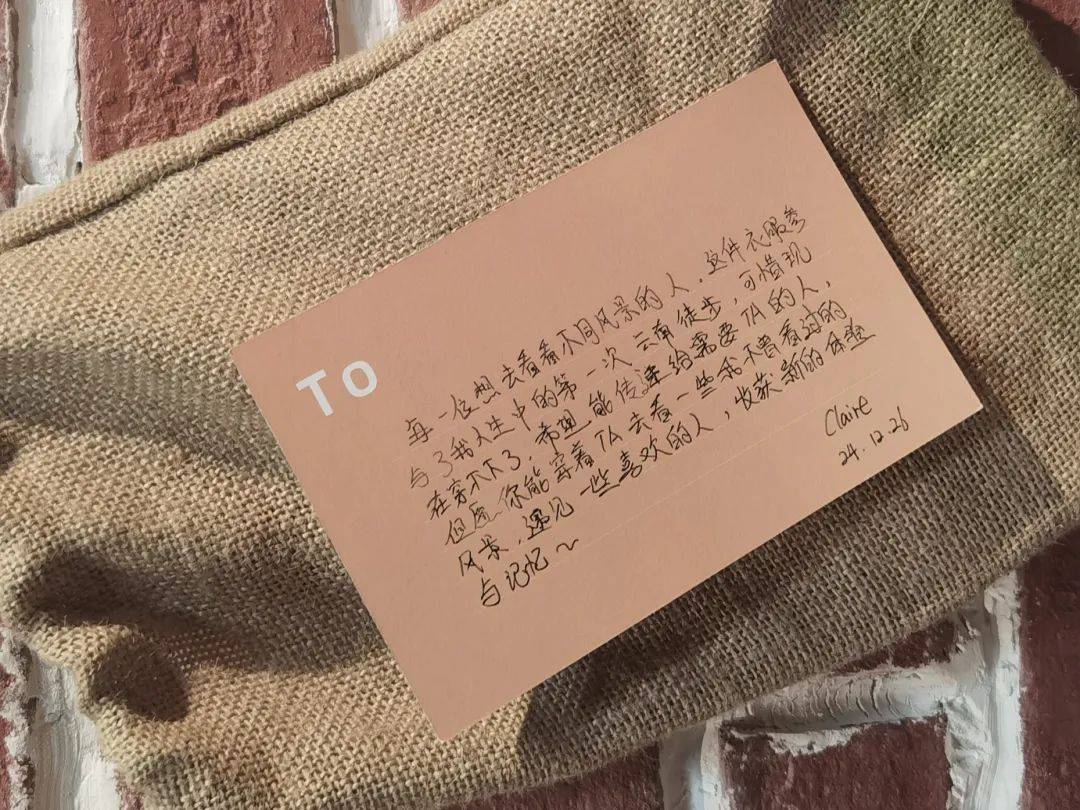 To
每一位想去看看不同风景的人，这件衣服参
与了我人生中的第一次云南徒步，可惜现
在穿不下了，希望能传递给需要TA的人，
但愿~你能穿着TA去看一些我不曾看过的
风景，遇见一些喜欢的人，收获新的体验
与记忆~
Claire
24.12.26